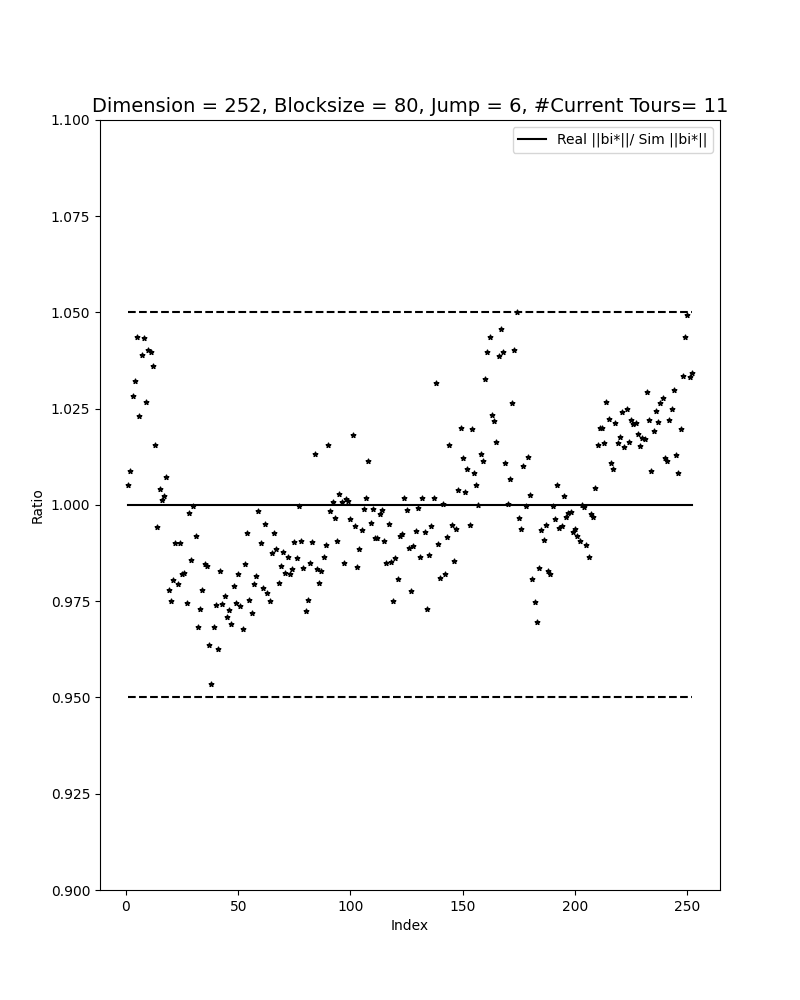 Dimension = 252, Blocksize = 80, Jump = 6, #Current Tours= 11
1.100
Real ||bi*||/ Sim ||bi*||
1.075
1.050
1.025
1.000
Ratio
0.975
0.950
0.925
0.900
0 50 100 150 200 250
Index